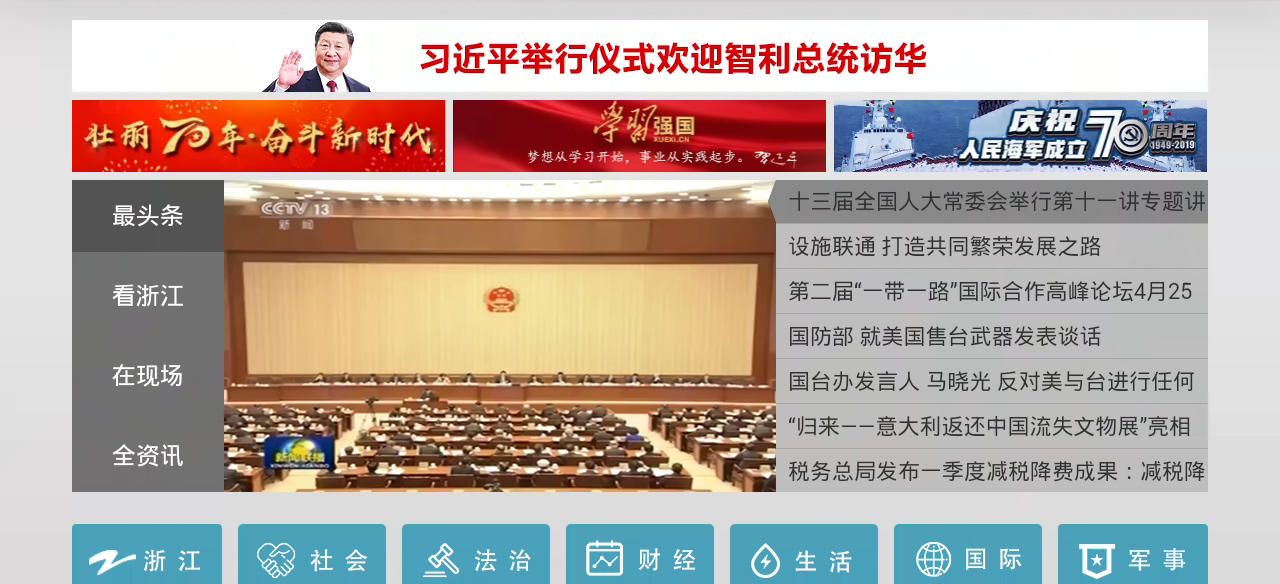 习近平举行仪式欢迎智利总统访华
壮丽70年·奋斗新时代
学习强国
XUEXI.CN
梦想从学习开始，事业从实践起步。习近平
庆祝
人民海军成立70周年
1949-2019
最头条
看浙江
在现场
全资讯
CCTV 13
新闻
新闻联播
XINWEN LIANBO
十三届全国人大常委会举行第十一讲专题讲
设施联通 打造共同繁荣发展之路
第二届“一带一路”国际合作高峰论坛4月25
国防部 就美国售台武器发表谈话
国台办发言人 马晓光 反对美与台进行任何
“归来——意大利返还中国流失文物展”亮相
税务总局发布一季度减税降费成果：减税降
浙江
社会
法治
财经
生活
国际
军事